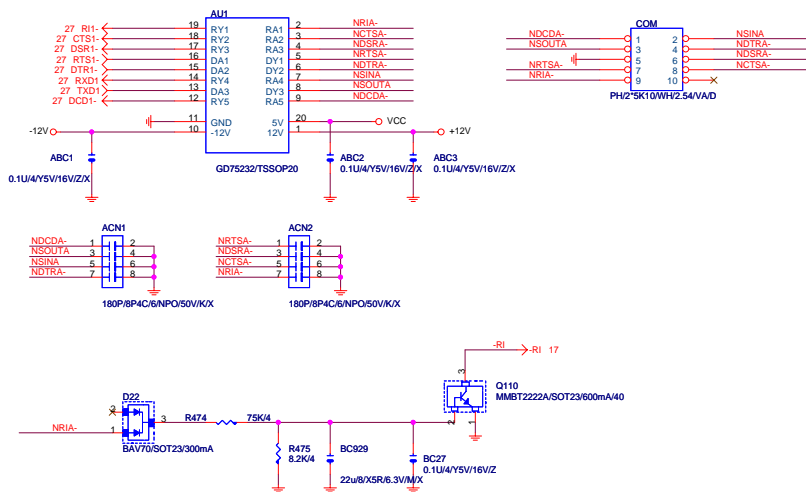 AU1
27 RI1- 19 RY1 RA1 2 NRIA-
27 CTS1- 18 RY2 RA2 3 NCTSA-
27 DSR1- 17 RY3 RA3 4 NDSRA-
27 RTS1- 16 DA1 DY1 5 NRTSA-
27 DTR1- 15 DA2 DY2 6 NDTRA-
27 RXD1 14 RY4 RA4 7 NSINA
27 TXD1 13 DA3 DY3 8 NSOUTA
27 DCD1- 12 RY5 RA5 9 NDCDA-
11 GND 5V 20 VCC
-12V 10 -12V 12V 1 +12V
GD75232/TSSOP20
ABC1
0.1U/4/Y5V/16V/Z/X
ABC2
0.1U/4/Y5V/16V/Z/X
ABC3
0.1U/4/Y5V/16V/Z/X
COM
NDCDA- 1 2 NSINA
NSOUTA 3 4 NDTRA-
5 6 NDSRA-
NRTSA- 7 8 NCTSA-
NRIA- 9 10
PH/2*5K10/WH/2.54/VA/D
ACN1
NDCDA- 1 2
NSOUTA 3 4
NSINA 5 6
NDTRA- 7 8
180P/8P4C/6/NPO/50V/K/X
ACN2
NRTSA- 1 2
NDSRA- 3 4
NCTSA- 5 6
NRIA- 7 8
180P/8P4C/6/NPO/50V/K/X
-RI -RI 17
3
Q110
MMBT2222A/SOT23/600mA/40
2 1
D22
2
3
NRIA- 1
BAV70/SOT23/300mA
R474 75K/4
R475
8.2K/4
BC929
22u/8/X5R/6.3V/M/X
BC27
0.1U/4/Y5V/16V/Z